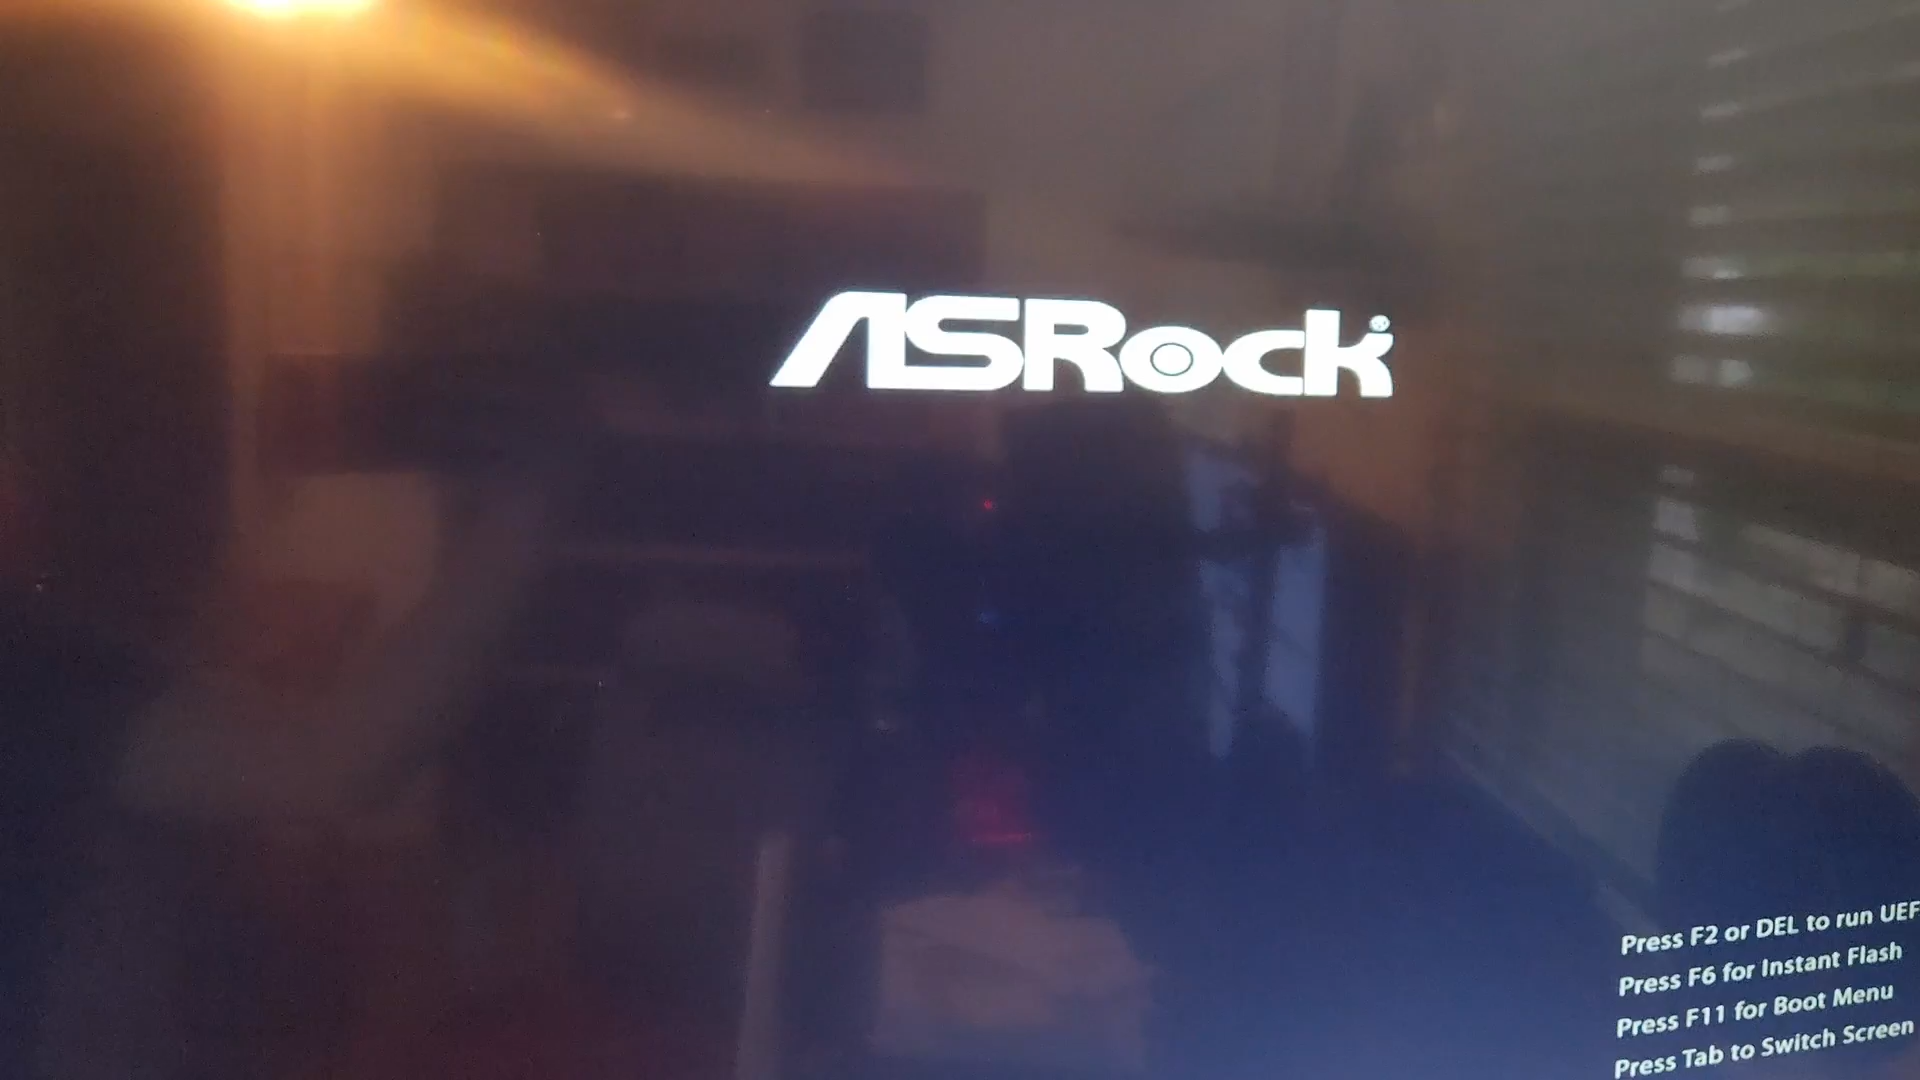 ASRock
Press F2 or DEL to run UEF
Press F6 for Instant Flash
Press F11 for Boot Menu
Press Tab to Switch Screen